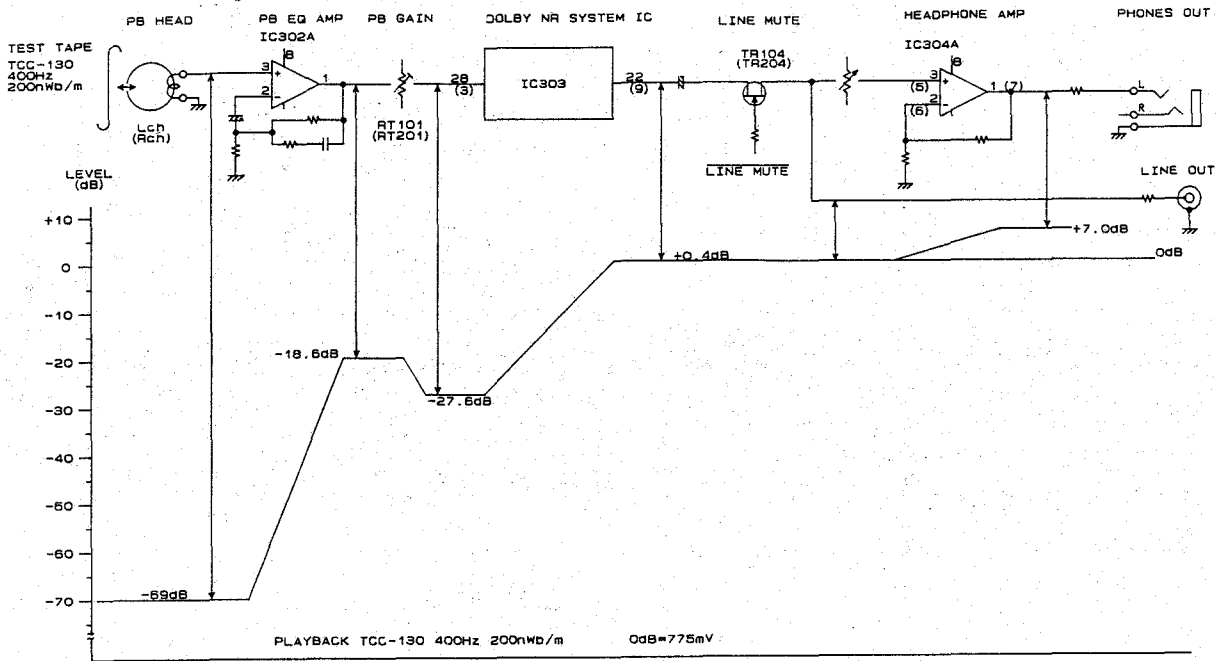 PB HEAD
PB EQ AMP
PB GAIN
DOLBY NR SYSTEM IC
LINE MUTE
HEADPHONE AMP
PHONES OUT
TEST TAPE
TCC-130
400Hz
200nWb/m
IC302A
8
3
+
2
-
1
28
(3)
IC303
22
(9)
TR104
(TR204)
IC304A
8
3
(5)
+
2
(6)
-
1 (7)
L
R
Lch
(Rch)
RT101
(RT201)
LINE MUTE
LINE OUT
LEVEL
(dB)
+10
0
-10
-20
-30
-40
-50
-60
-70
-69dB
-18.6dB
-27.6dB
+0.4dB
+7.0dB
0dB
PLAYBACK TCC-130 400Hz 200nWb/m 0dB=775mV